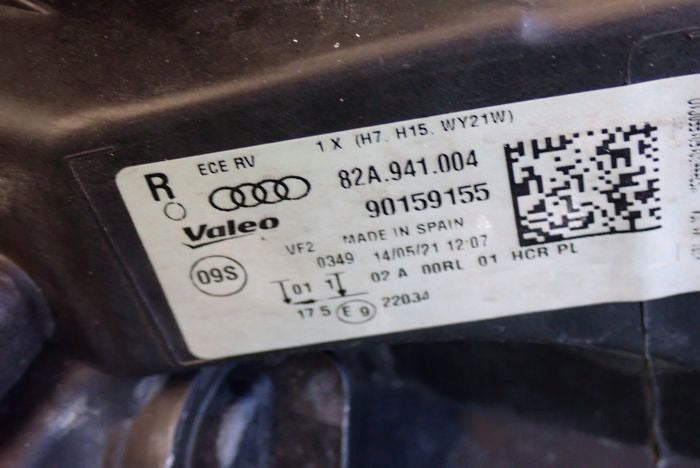 1 X (H7. H15. WY21W)
ECE RV
R
82A.941.004
90159155
Valeo
MADE IN SPAIN
VF2
0349 14/05/21 12:07
09S
02 A 00RL 01 HCR PL
01 1
17 5 E 9